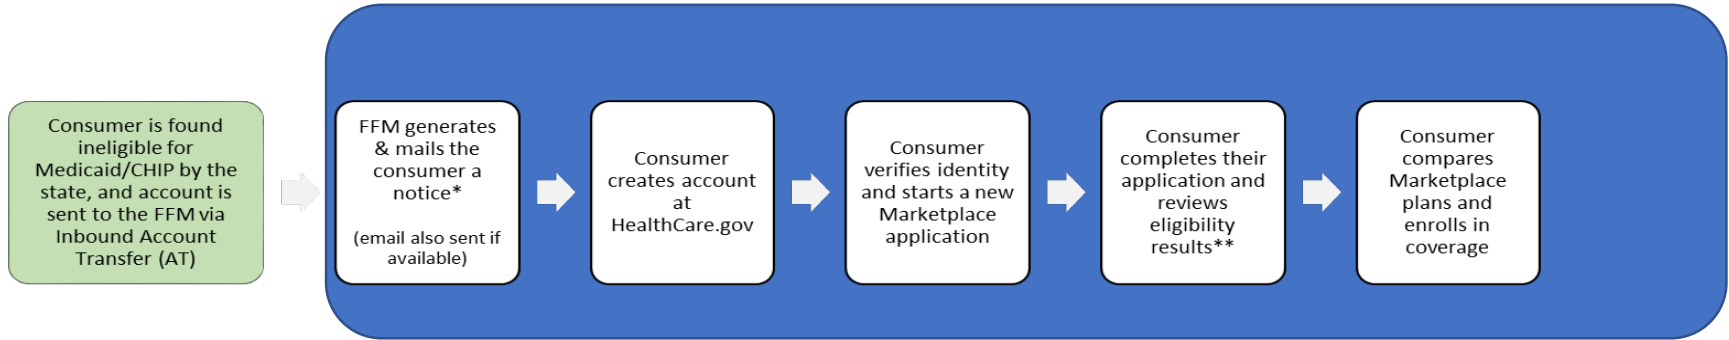 Consumer is found
ineligible for
Medicaid/CHIP by the
state, and account is
sent to the FFM via
Inbound Account
Transfer (AT)
FFM generates
& mails the
consumer a
notice*
(email also sent if
available)
Consumer
creates account
at
HealthCare.gov
Consumer
verifies identity
and starts a new
Marketplace
application
Consumer
completes their
application and
reviews
eligibility
results**
Consumer
compares
Marketplace
plans and
enrolls in
coverage